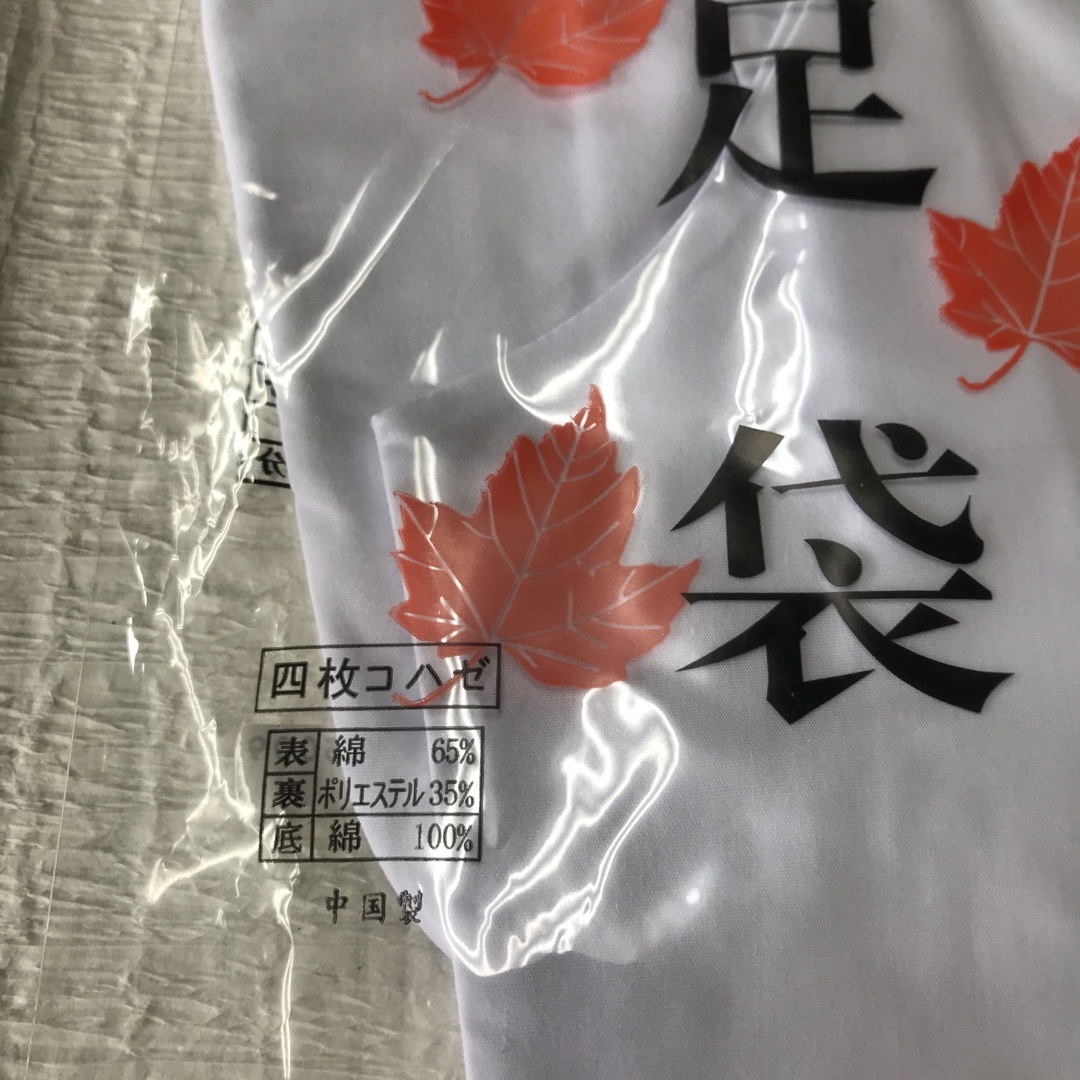 足
袋
四枚コハゼ
表 綿 65%
裏 ポリエステル 35%
底 綿 100%
中国製